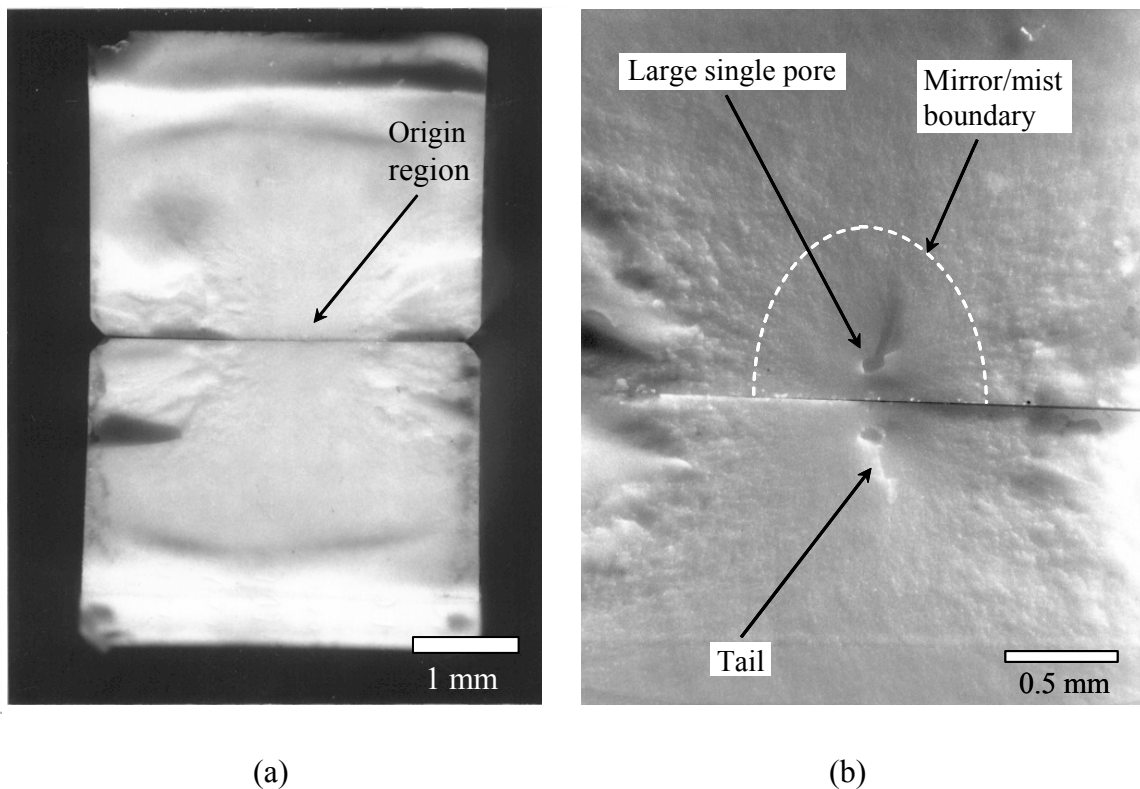 Origin
region
1 mm
Large single pore
Mirror/mist
boundary
Tail
0.5 mm
(a)
(b)